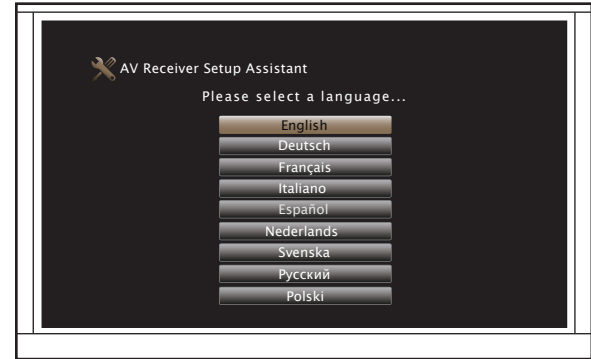 AV Receiver Setup Assistant
Please select a language...
English
Deutsch
Français
Italiano
Español
Nederlands
Svenska
Русский
Polski